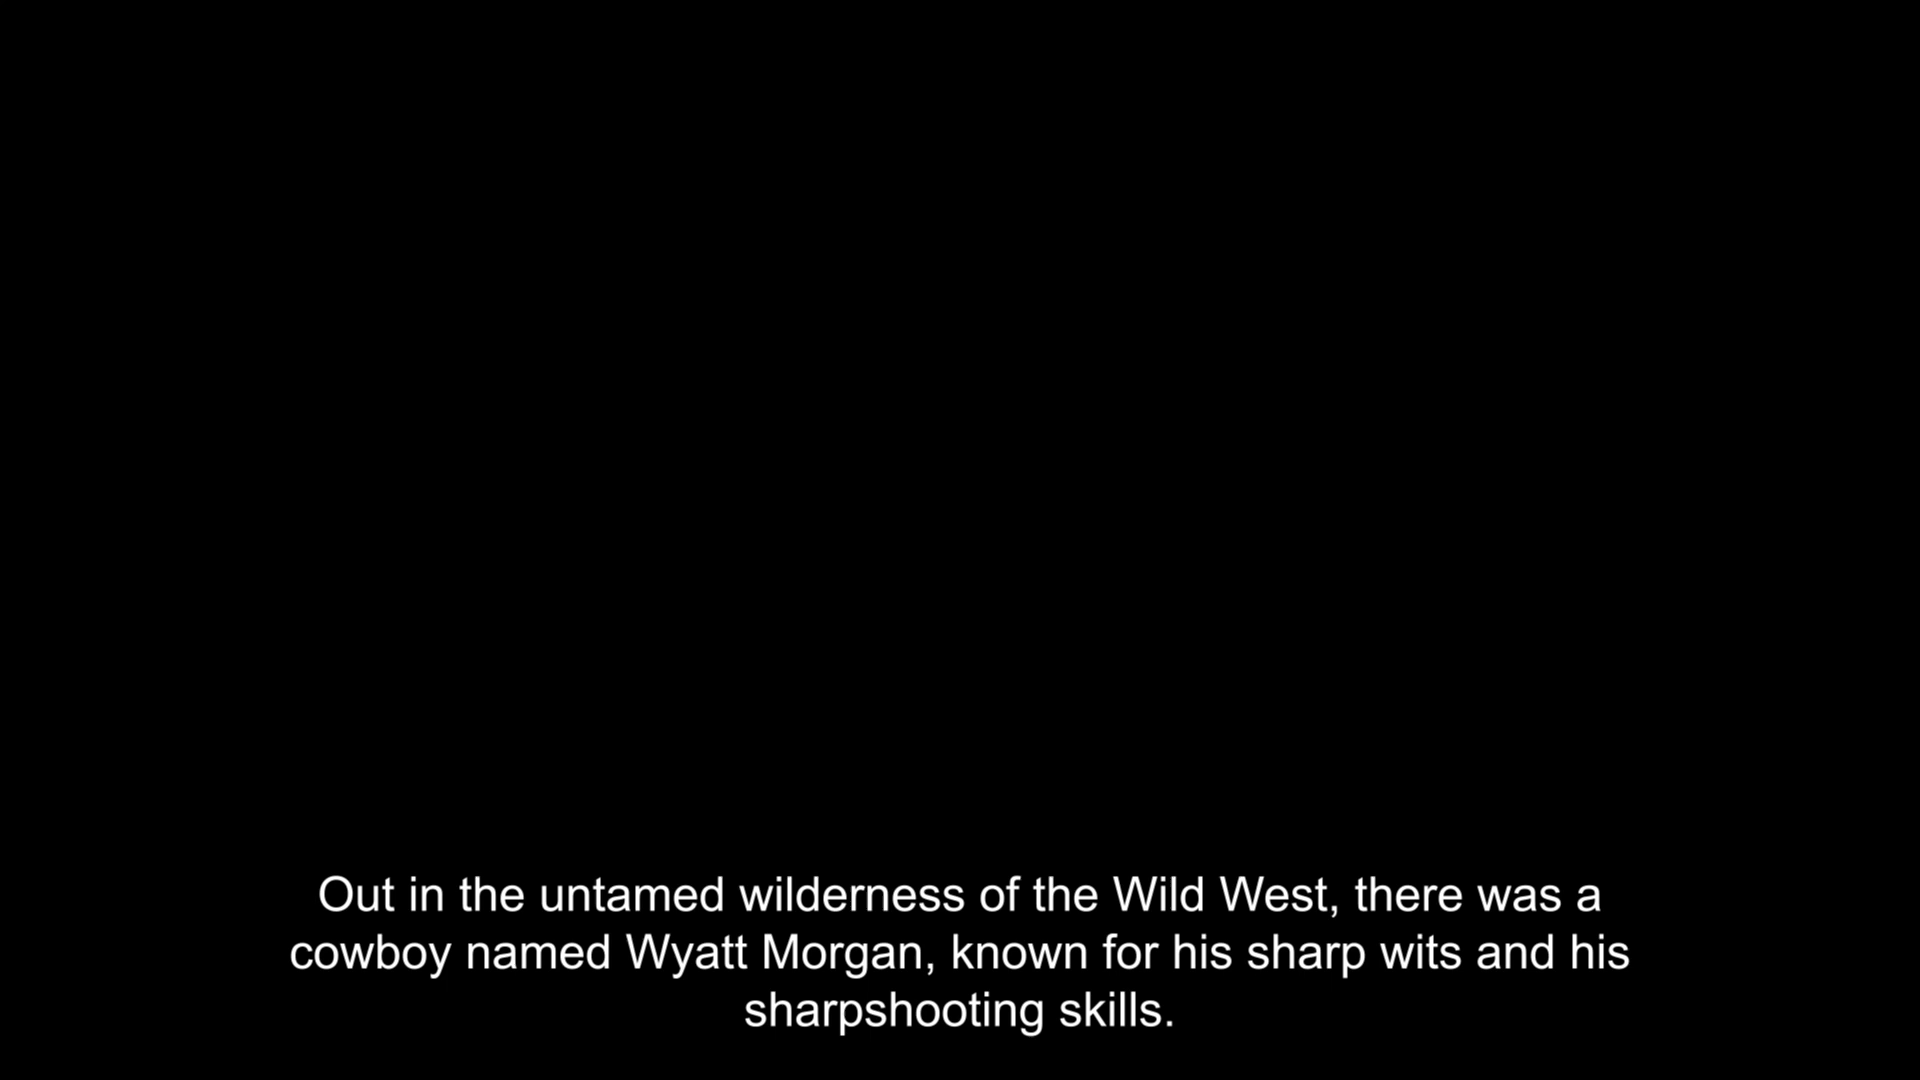 Out in the untamed wilderness of the Wild West, there was a
cowboy named Wyatt Morgan, known for his sharp wits and his
sharpshooting skills.